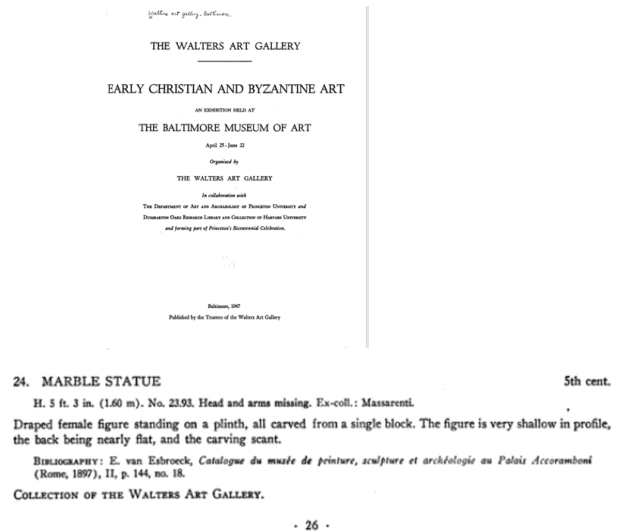 Walters art gallery, Baltimore.
THE WALTERS ART GALLERY
EARLY CHRISTIAN AND BYZANTINE ART
AN EXHIBITION HELD AT
THE BALTIMORE MUSEUM OF ART
April 25 - June 22
Organized by
THE WALTERS ART GALLERY
In collaboration with
THE DEPARTMENT OF ART AND ARCHAEOLOGY OF PRINCETON UNIVERSITY and
DUMBARTON OAKS RESEARCH LIBRARY AND COLLECTION OF HARVARD UNIVERSITY
and forming part of Princeton's Bicentennial Celebration.
Baltimore, 1947
Published by the Trustees of the Walters Art Gallery
24. MARBLE STATUE 5th cent.
H. 5 ft. 3 in. (1.60 m). No. 23.93. Head and arms missing. Ex-coll.: Massarenti.
Draped female figure standing on a plinth, all carved from a single block. The figure is very shallow in profile,
the back being nearly flat, and the carving scant.
BIBLIOGRAPHY: E. van Esbroeck, Catalogue du musée de peinture, sculpture et archéologie au Palais Accoramboni
(Rome, 1897), II, p. 144, no. 18.
COLLECTION OF THE WALTERS ART GALLERY.
· 26 ·